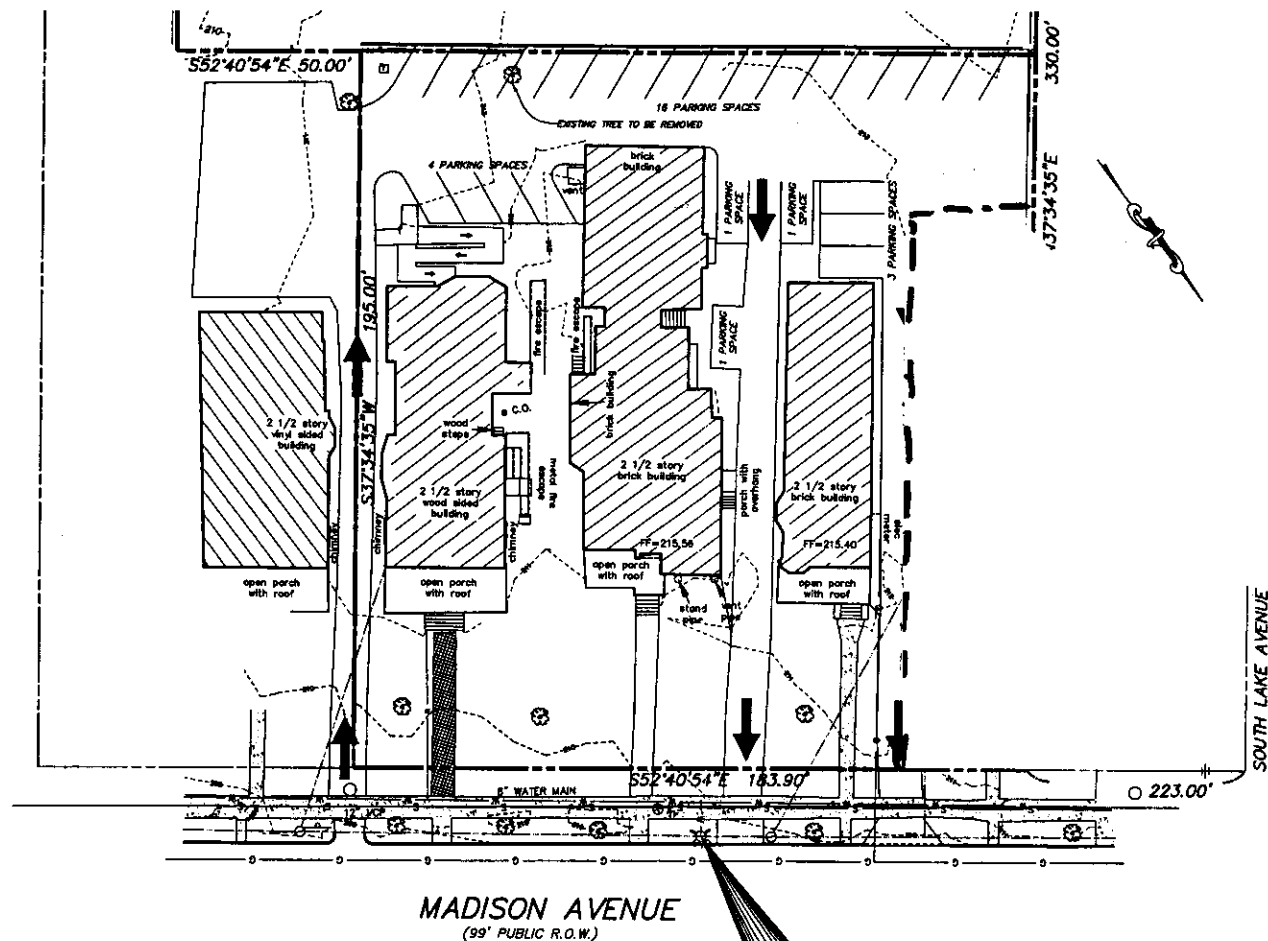 210
S52°40'54"E 50.00'
330.00'
16 PARKING SPACES
EXISTING TREE TO BE REMOVED
brick
building
4 PARKING SPACES
vent
1 PARKING
SPACE
1 PARKING
SPACE
3 PARKING SPACES
N37°34'35"E
195.00'
S37°34'35"W
fire escape
fire escape
1 PARKING
SPACE
C.O.
wood
steps
brick building
2 1/2 story
vinyl sided
building
2 1/2 story
wood sided
building
metal fire
escape
2 1/2 story
brick building
porch with
overhang
2 1/2 story
brick building
elec
meter
chimney
chimney
chimney
FF=215.56
FF=215.40
open porch
with roof
open porch
with roof
open porch
with roof
open porch
with roof
stand
pipe
vent
pipe
SOUTH LAKE AVENUE
S52°40'54"E 183.90'
8" WATER MAIN
223.00'
12" VCP
MADISON AVENUE
(99' PUBLIC R.O.W.)